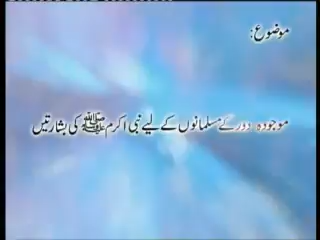 موضوع:
موجودہ دور کے مسلمانوں کے لیے نبی اکرم ﷺ کی بشارتیں